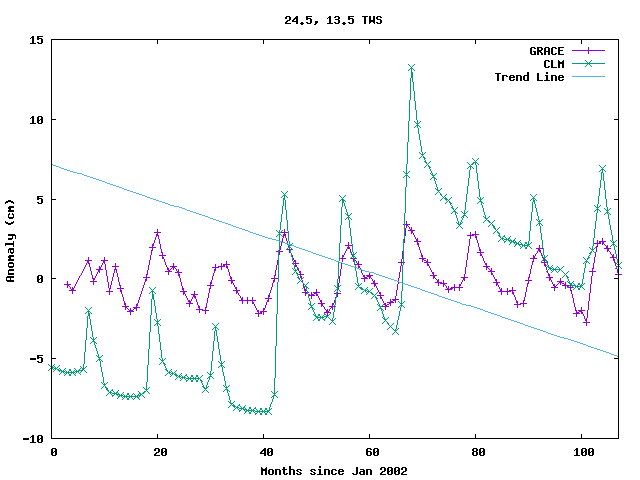 24.5, 13.5 TWS
GRACE
CLM
Trend Line
15
10
5
0
-5
-10
Anomaly (cm)
0 20 40 60 80 100
Months since Jan 2002